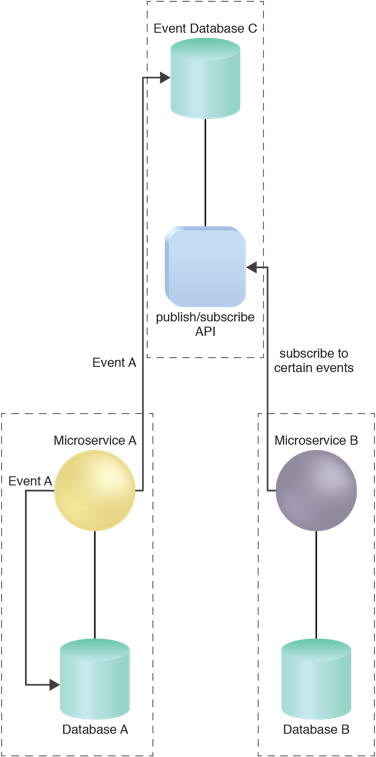 Event Database C
publish/subscribe
API
Event A
subscribe to
certain events
Microservice A
Microservice B
Event A
Database A
Database B